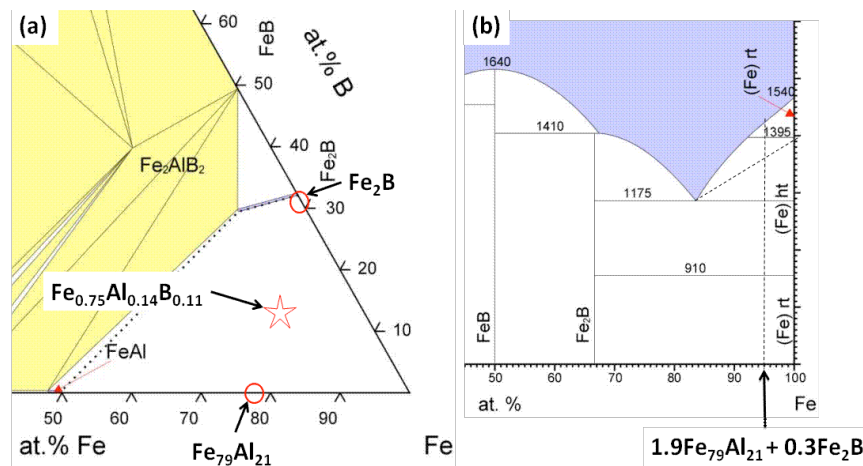 (a)
60
FeB
at.% B
50
40
Fe₂B
Fe₂AlB₂
Fe₂B
30
20
Fe₀.₇₅Al₀.₁₄B₀.₁₁
10
FeAl
50
60
70
80
90
at.% Fe
Fe
Fe₇₉Al₂₁
(b)
1640
(Fe) rt
1540
1410
1395
1175
(Fe) ht
910
FeB
Fe₂B
(Fe) rt
50
60
70
80
90
100
at. %
Fe
1.9Fe₇₉Al₂₁ + 0.3Fe₂B